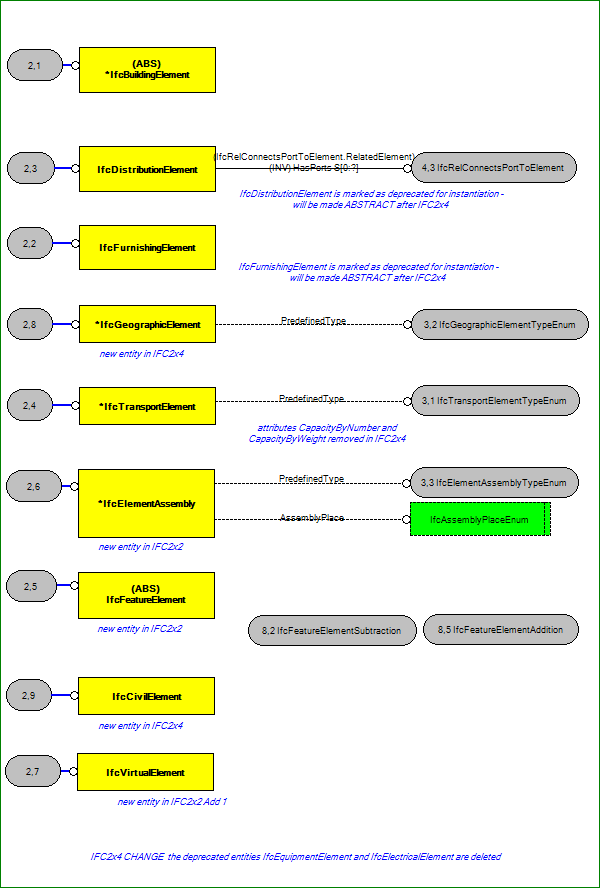 2,1
(ABS)
*IfcBuildingElement
2,3
IfcDistributionElement
(IfcRelConnectsPortToElement.RelatedElement)
(INV) HasPorts S[0:?]
4,3 IfcRelConnectsPortToElement
IfcDistributionElement is marked as deprecated for instantiation -
will be made ABSTRACT after IFC2x4
2,2
IfcFurnishingElement
IfcFurnishingElement is marked as deprecated for instantiation -
will be made ABSTRACT after IFC2x4
2,8
*IfcGeographicElement
PredefinedType
3,2 IfcGeographicElementTypeEnum
new entity in IFC2x4
2,4
*IfcTransportElement
PredefinedType
3,1 IfcTransportElementTypeEnum
attributes CapacityByNumber and
CapacityByWeight removed in IFC2x4
2,6
*IfcElementAssembly
PredefinedType
3,3 IfcElementAssemblyTypeEnum
AssemblyPlace
IfcAssemblyPlaceEnum
new entity in IFC2x2
2,5
(ABS)
IfcFeatureElement
new entity in IFC2x2
8,2 IfcFeatureElementSubtraction
8,5 IfcFeatureElementAddition
2,9
IfcCivilElement
new entity in IFC2x4
2,7
IfcVirtualElement
new entity in IFC2x2 Add 1
IFC2x4 CHANGE the deprecated entities IfcEquipmentElement and IfcElectricalElement are deleted